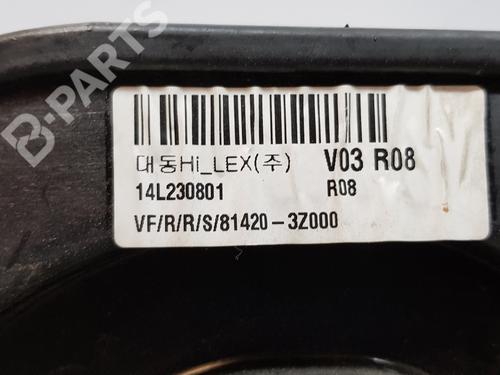 B-PARTS
대동Hi_LEX(주) V03 R08
14L230801 R08
VF/R/R/S/81420-3Z000